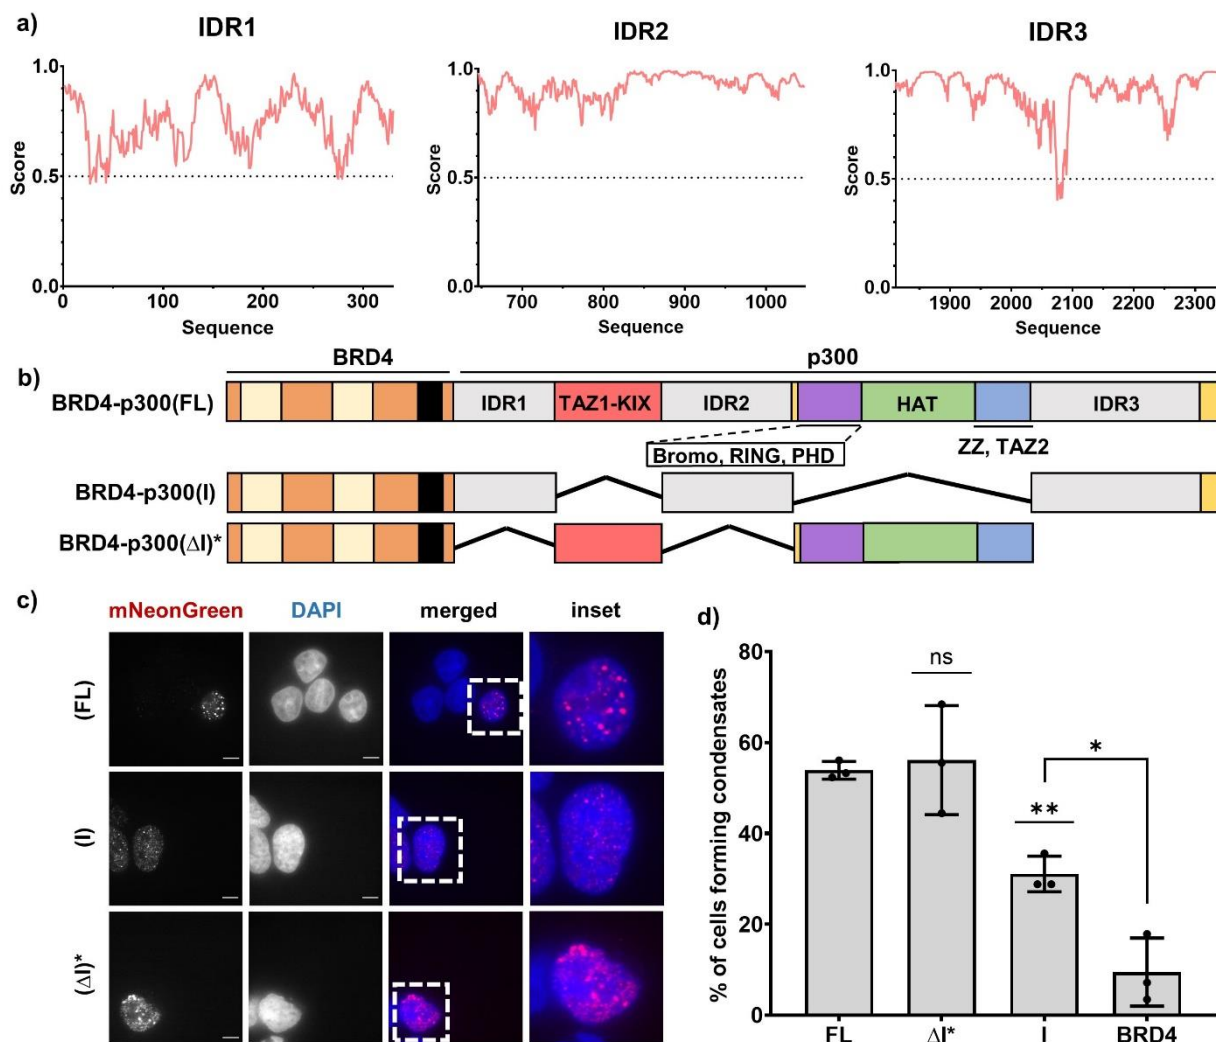 a)
IDR1
IDR2
IDR3
1.0
0.5
0.0
Score
0
100
200
300
Sequence
1.0
0.5
0.0
Score
700
800
900
1000
Sequence
1.0
0.5
0.0
Score
1900
2000
2100
2200
2300
Sequence
b)
BRD4
p300
BRD4-p300(FL)
IDR1
TAZ1-KIX
IDR2
HAT
IDR3
Bromo, RING, PHD
ZZ, TAZ2
BRD4-p300(I)
BRD4-p300(ΔI)*
c)
mNeonGreen
DAPI
merged
inset
(FL)
(I)
(ΔI)*
d)
% of cells forming condensates
80
60
40
20
0
ns
*
**
FL
ΔI*
I
BRD4